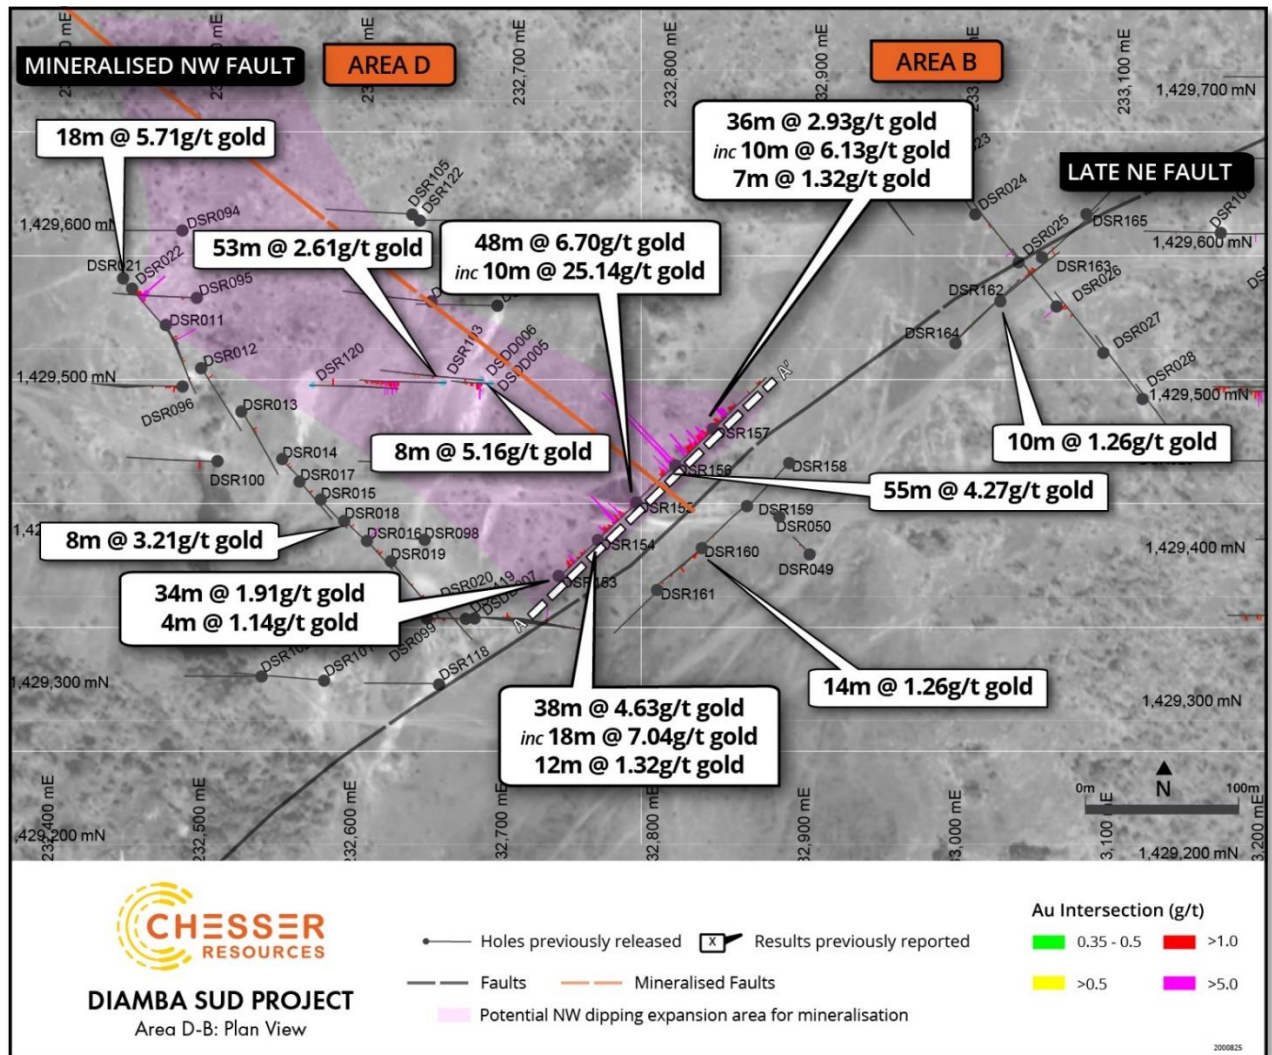 232,700 mE
232,800 mE
232,900 mE
233,100 mE
MINERALISED NW FAULT
AREA D
AREA B
1,429,700 mN
18m @ 5.71g/t gold
36m @ 2.93g/t gold
inc 10m @ 6.13g/t gold
7m @ 1.32g/t gold
LATE NE FAULT
DSR105
DSR122
DSR024
DSR165
DSR094
1,429,600 mN
53m @ 2.61g/t gold
48m @ 6.70g/t gold
inc 10m @ 25.14g/t gold
DSR025
1,429,600 mN
DSR021
DSR022
DSR095
DSR163
DSR162
DSR026
DSR011
DSR164
DSR027
DSR012
DSR120
DSR103
DSDD006
DSDD005
A'
DSR028
1,429,500 mN
1,429,500 mN
DSR096
DSR013
DSR157
10m @ 1.26g/t gold
8m @ 5.16g/t gold
DSR014
DSR100
DSR017
DSR156
DSR158
55m @ 4.27g/t gold
DSR015
DSR159
DSR018
DSR050
8m @ 3.21g/t gold
DSR016
DSR098
DSR154
DSR160
1,429,400 mN
DSR019
DSR049
34m @ 1.91g/t gold
4m @ 1.14g/t gold
DSR020
DSR153
DSR161
A
DSR099
DSR118
1,429,300 mN
14m @ 1.26g/t gold
1,429,300 mN
38m @ 4.63g/t gold
inc 18m @ 7.04g/t gold
12m @ 1.32g/t gold
232,400 mE
232,500 mE
232,600 mE
232,700 mE
0m
N
100m
1,429,200 mN
CHESSER
RESOURCES
DIAMBA SUD PROJECT
Area D-B: Plan View
Holes previously released
X
Results previously reported
Faults
Mineralised Faults
Potential NW dipping expansion area for mineralisation
Au Intersection (g/t)
0.35 - 0.5
>1.0
>0.5
>5.0
2000825